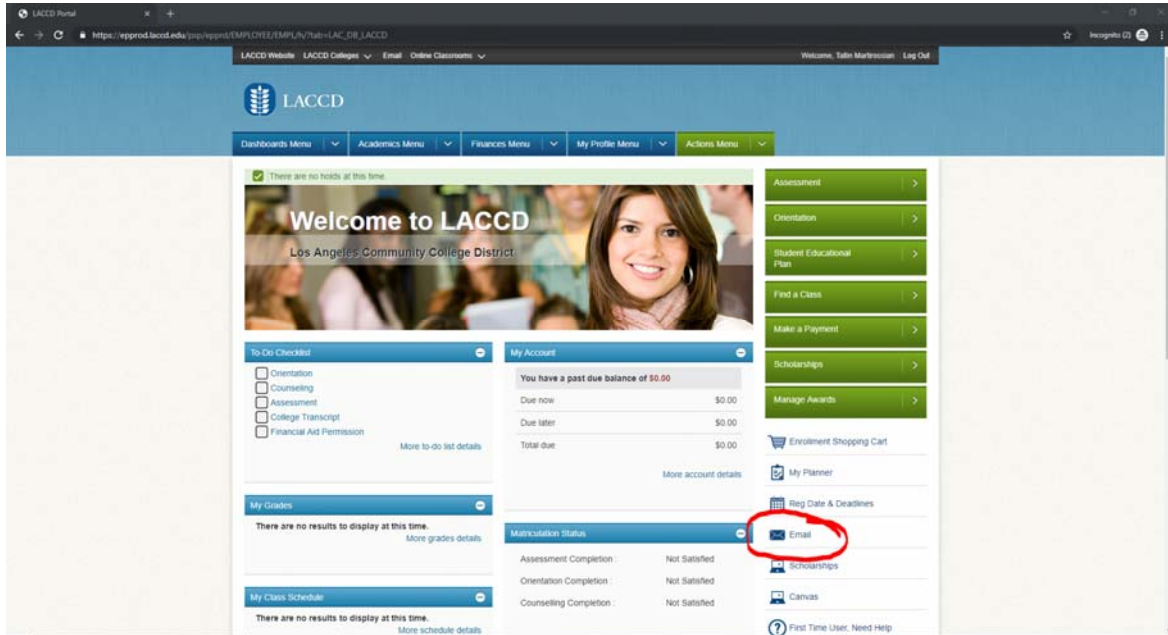 LACCD Portal
https://epprod.laccd.edu/psp/epprd/EMPLOYEE/EMPL/h/?tab=LAC_DB_LACCD
Incognito (2)
LACCD Website LACCD Colleges Email Online Classrooms
Welcome, Talin Martirossian Log Out
LACCD
Dashboards Menu Academics Menu Finances Menu My Profile Menu Actions Menu
There are no holds at this time.
Welcome to LACCD
Los Angeles Community College District
To-Do Checklist
Orientation
Counseling
Assessment
College Transcript
Financial Aid Permission
More to-do list details
My Grades
There are no results to display at this time.
More grades details
My Class Schedule
There are no results to display at this time.
More schedule details
My Account
You have a past due balance of $0.00
Due now $0.00
Due later $0.00
Total due $0.00
More account details
Matriculation Status
Assessment Completion : Not Satisfied
Orientation Completion : Not Satisfied
Counselling Completion : Not Satisfied
Assessment
Orientation
Student Educational
Plan
Find a Class
Make a Payment
Scholarships
Manage Awards
Enrollment Shopping Cart
My Planner
Reg Date & Deadlines
Email
Scholarships
Canvas
First Time User, Need Help